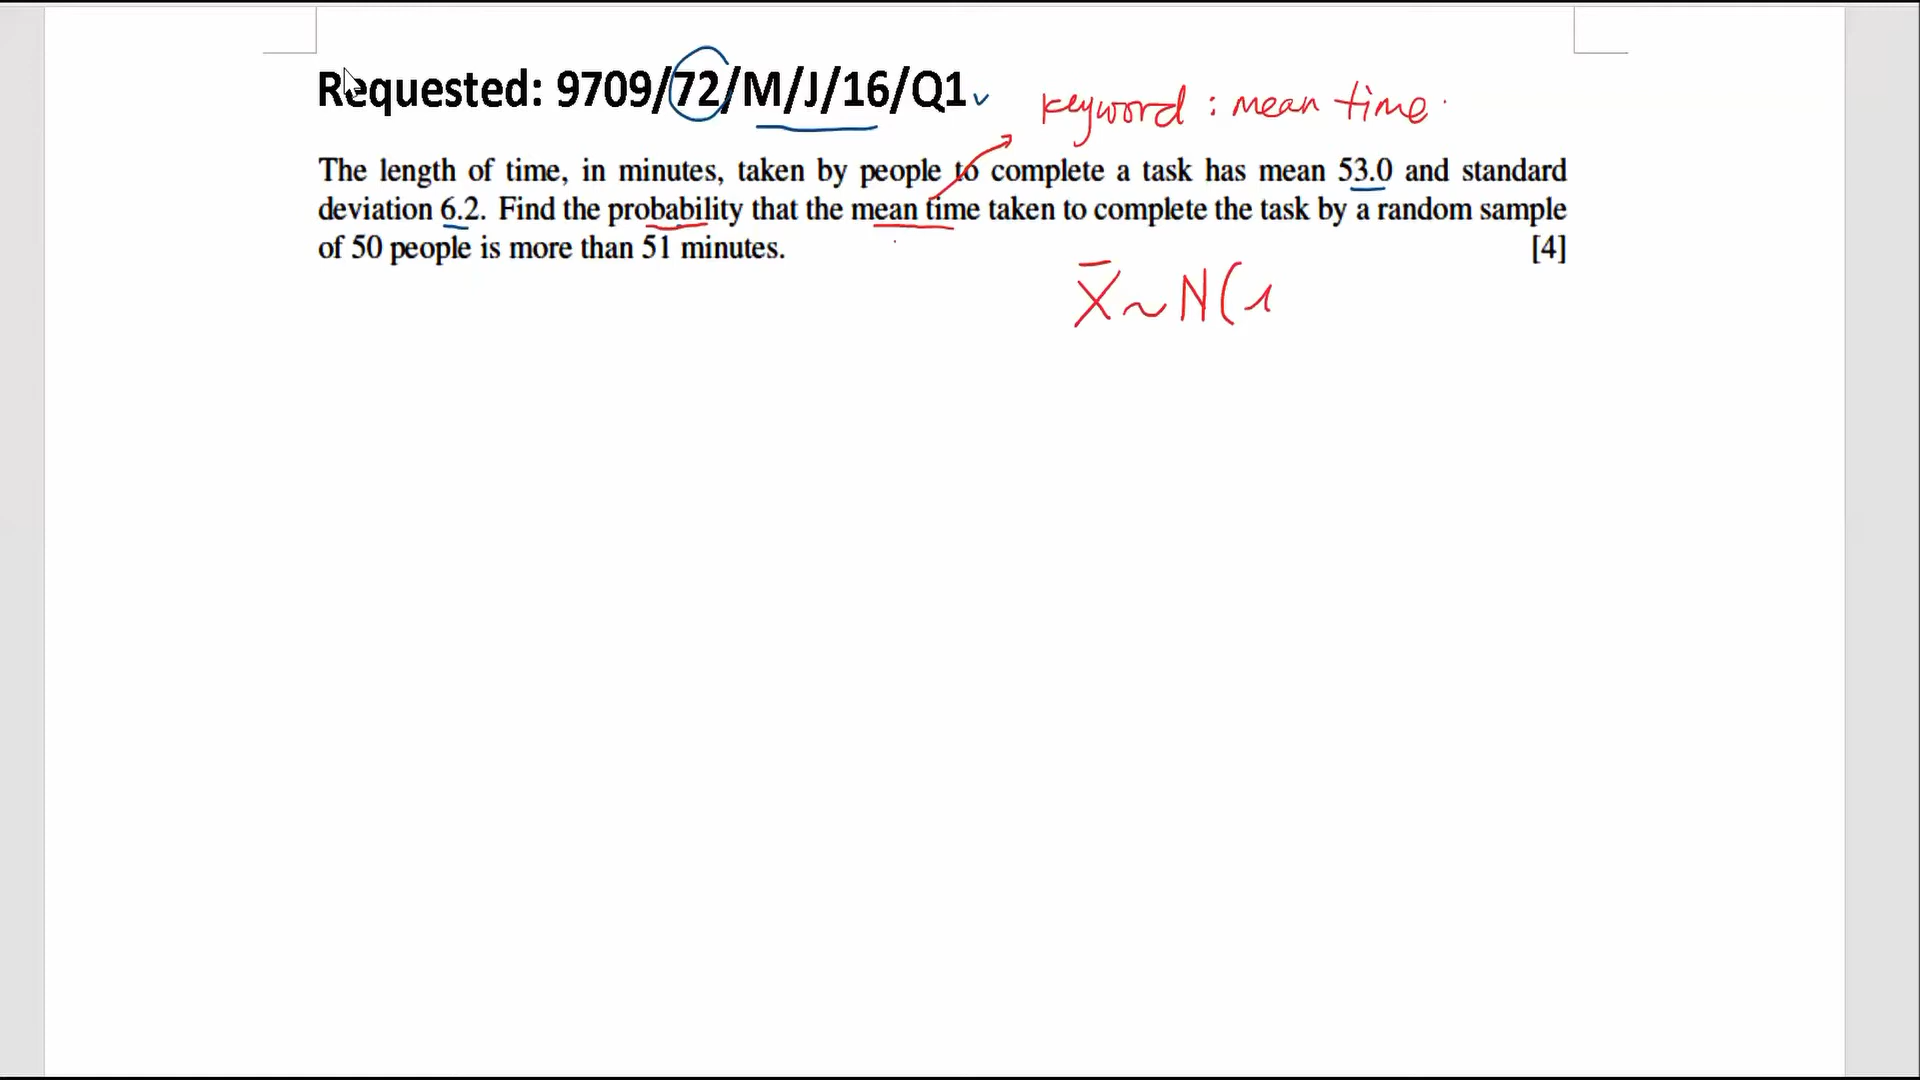 Requested: 9709/72/M/J/16/Q1
keyword : mean time.
The length of time, in minutes, taken by people to complete a task has mean 53.0 and standard
deviation 6.2. Find the probability that the mean time taken to complete the task by a random sample
of 50 people is more than 51 minutes. [4]
X̄ ~ N(